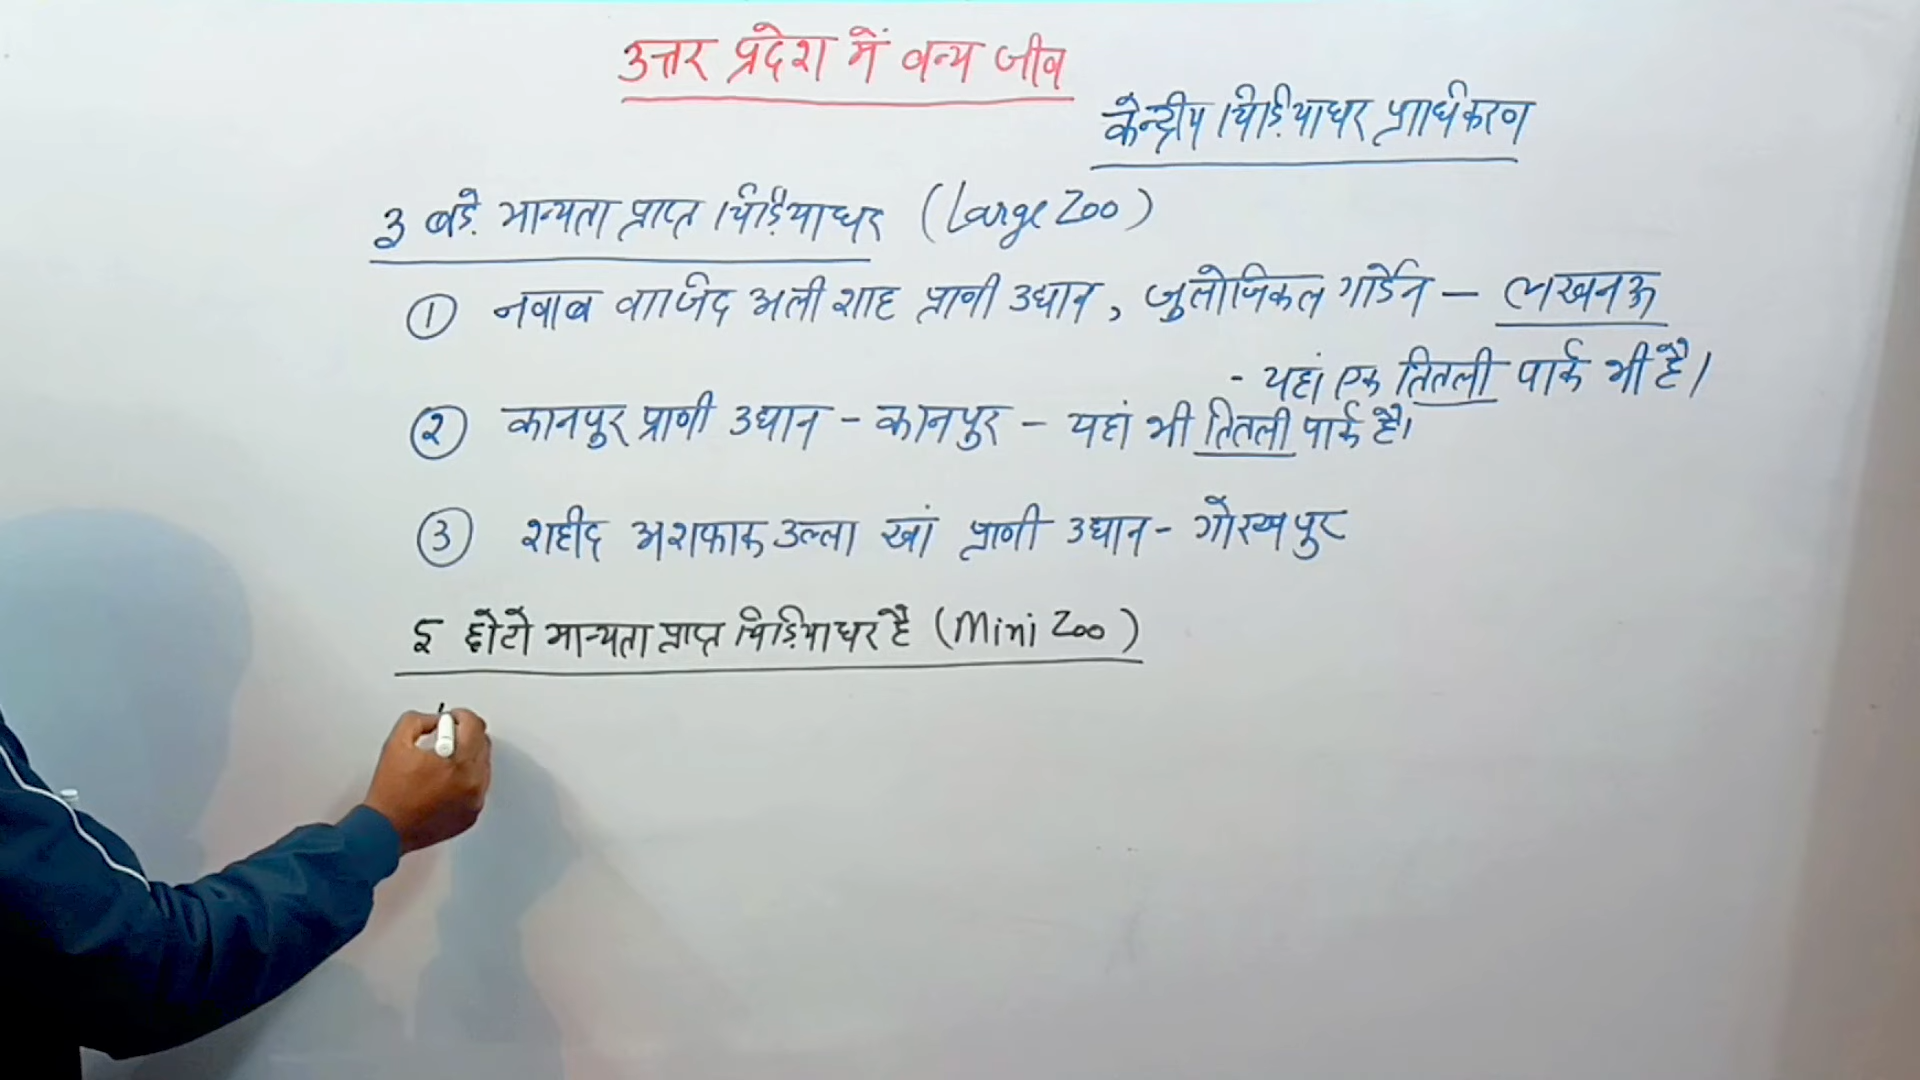 उत्तर प्रदेश में वन्य जीव
केन्द्रीय चिड़ियाघर प्राधिकरण
3 बड़े मान्यता प्राप्त चिड़ियाघर (Large Zoo)
① नवाब वाजिद अली शाह प्राणी उद्यान, जुलोजिकल गार्डेन – लखनऊ
- यहां एक तितली पार्क भी है।
② कानपुर प्राणी उद्यान – कानपुर – यहां भी तितली पार्क है।
③ शहीद अशफाक उल्ला खां प्राणी उद्यान – गोरखपुर
5 छोटो मान्यता प्राप्त चिड़ियाघर है (Mini Zoo)